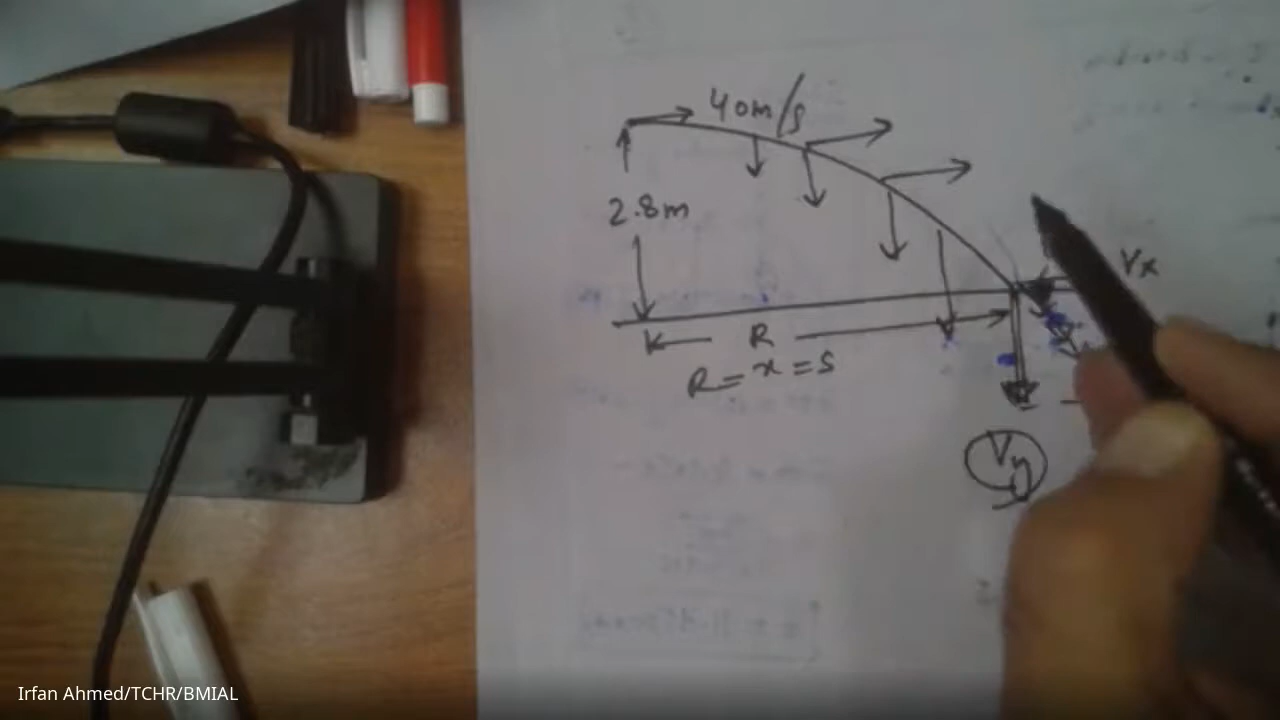 40m/s
2.8m
Vx
R
R = x = S
Vy
Irfan Ahmed/TCHR/BMIAL